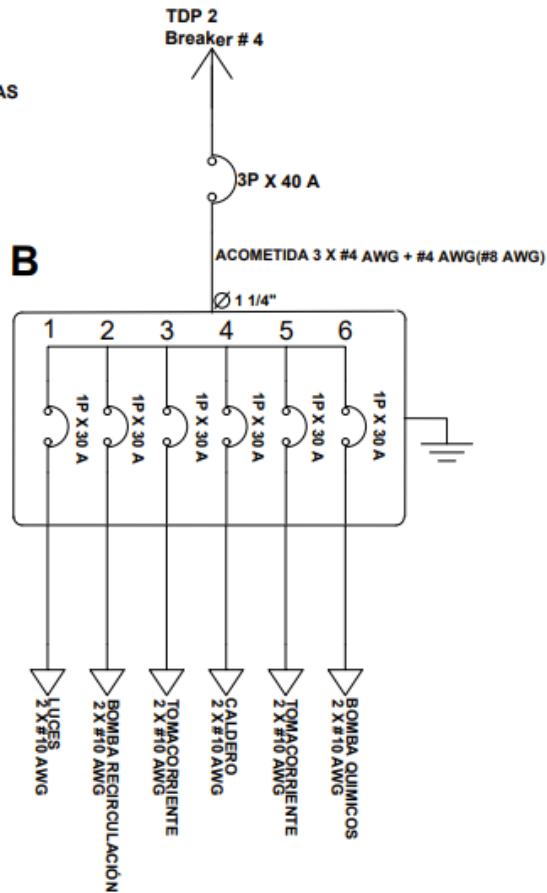 TDP 2
Breaker # 4
AS
3P X 40 A
B
ACOMETIDA 3 X #4 AWG + #4 AWG(#8 AWG)
Ø 1 1/4"
1 2 3 4 5 6
1P X 30 A
1P X 30 A
1P X 30 A
1P X 30 A
1P X 30 A
1P X 30 A
LUCES
2 X #10 AWG
BOMBA RECIRCULACIÓN
2 X #10 AWG
TOMACORRIENTE
2 X #10 AWG
CALDERO
2 X #10 AWG
TOMACORRIENTE
2 X #10 AWG
BOMBA QUIMICOS
2 X #10 AWG